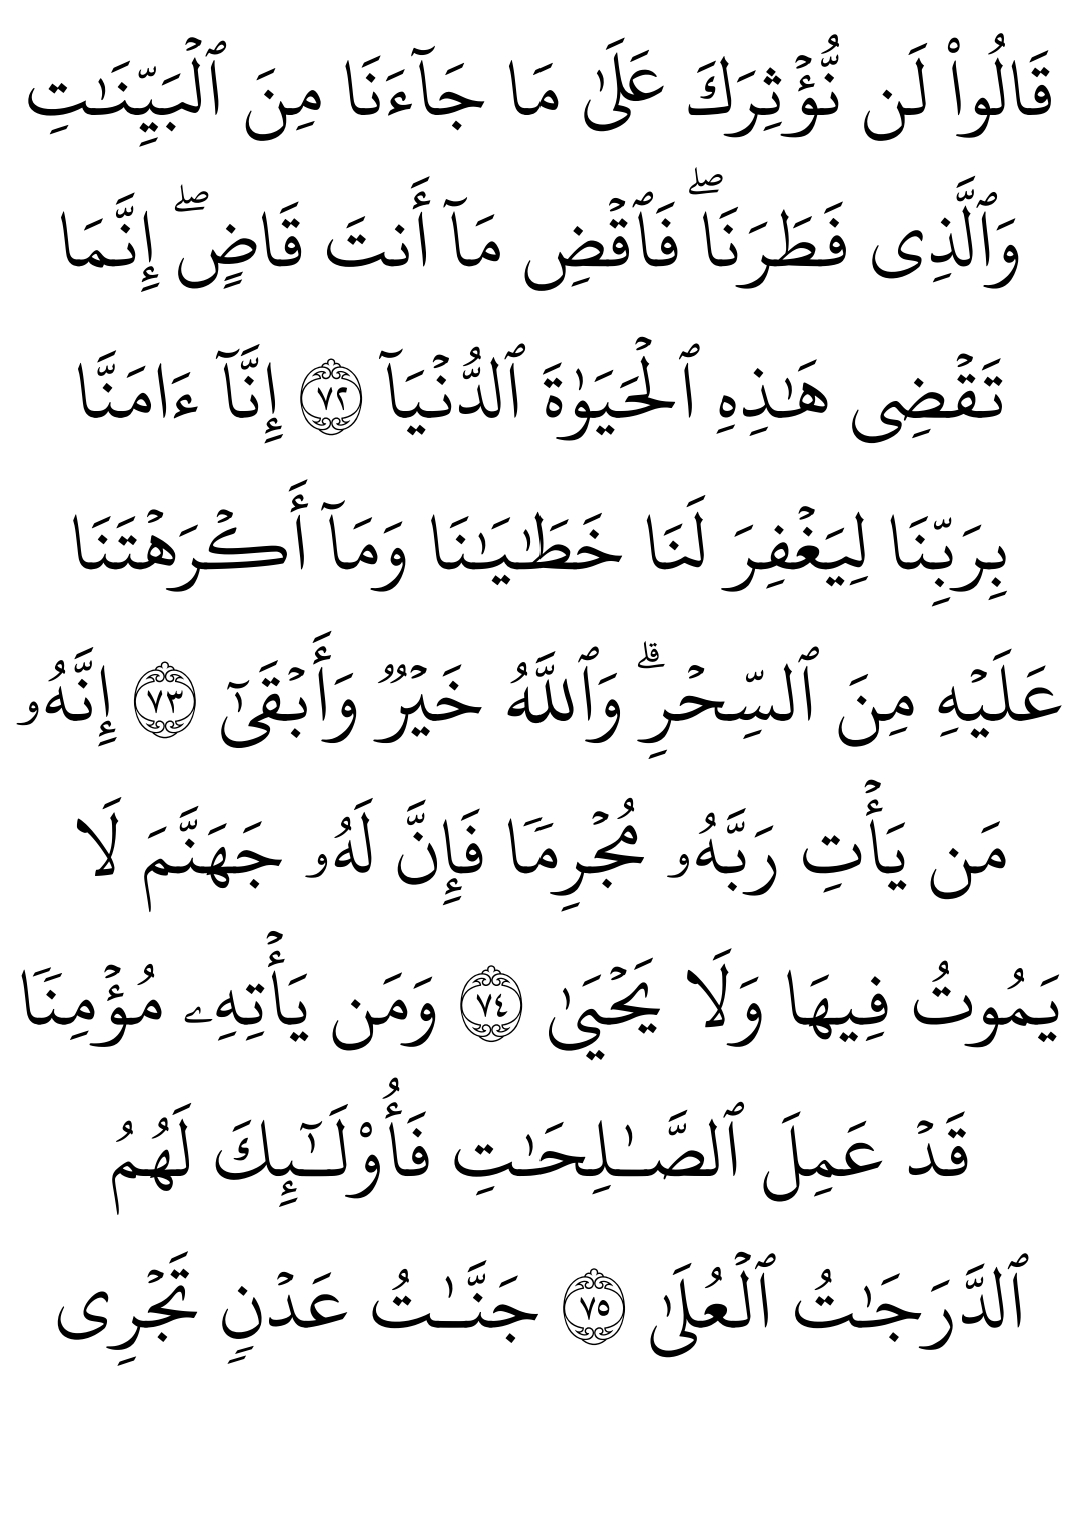 قَالُوا۟ لَن نُّؤْثِرَكَ عَلَىٰ مَا جَآءَنَا مِنَ ٱلْبَيِّنَـٰتِ
وَٱلَّذِى فَطَرَنَا ۖ فَٱقْضِ مَآ أَنتَ قَاضٍ ۖ إِنَّمَا
تَقْضِى هَـٰذِهِ ٱلْحَيَوٰةَ ٱلدُّنْيَآ ٧٢ إِنَّآ ءَامَنَّا
بِرَبِّنَا لِيَغْفِرَ لَنَا خَطَـٰيَـٰنَا وَمَآ أَكْرَهْتَنَا
عَلَيْهِ مِنَ ٱلسِّحْرِ ۗ وَٱللَّهُ خَيْرٌ وَأَبْقَىٰٓ ٧٣ إِنَّهُۥ
مَن يَأْتِ رَبَّهُۥ مُجْرِمًا فَإِنَّ لَهُۥ جَهَنَّمَ لَا
يَمُوتُ فِيهَا وَلَا يَحْيَىٰ ٧٤ وَمَن يَأْتِهِۦ مُؤْمِنًا
قَدْ عَمِلَ ٱلصَّـٰلِحَـٰتِ فَأُو۟لَـٰٓئِكَ لَهُمُ
ٱلدَّرَجَـٰتُ ٱلْعُلَىٰ ٧٥ جَنَّـٰتُ عَدْنٍ تَجْرِى